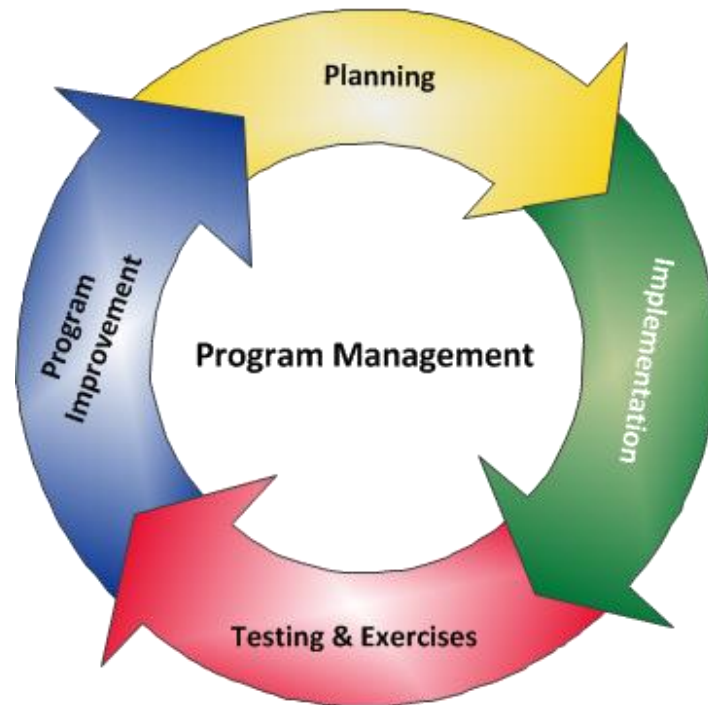 Planning
Implementation
Program Management
Program
Improvement
Testing & Exercises